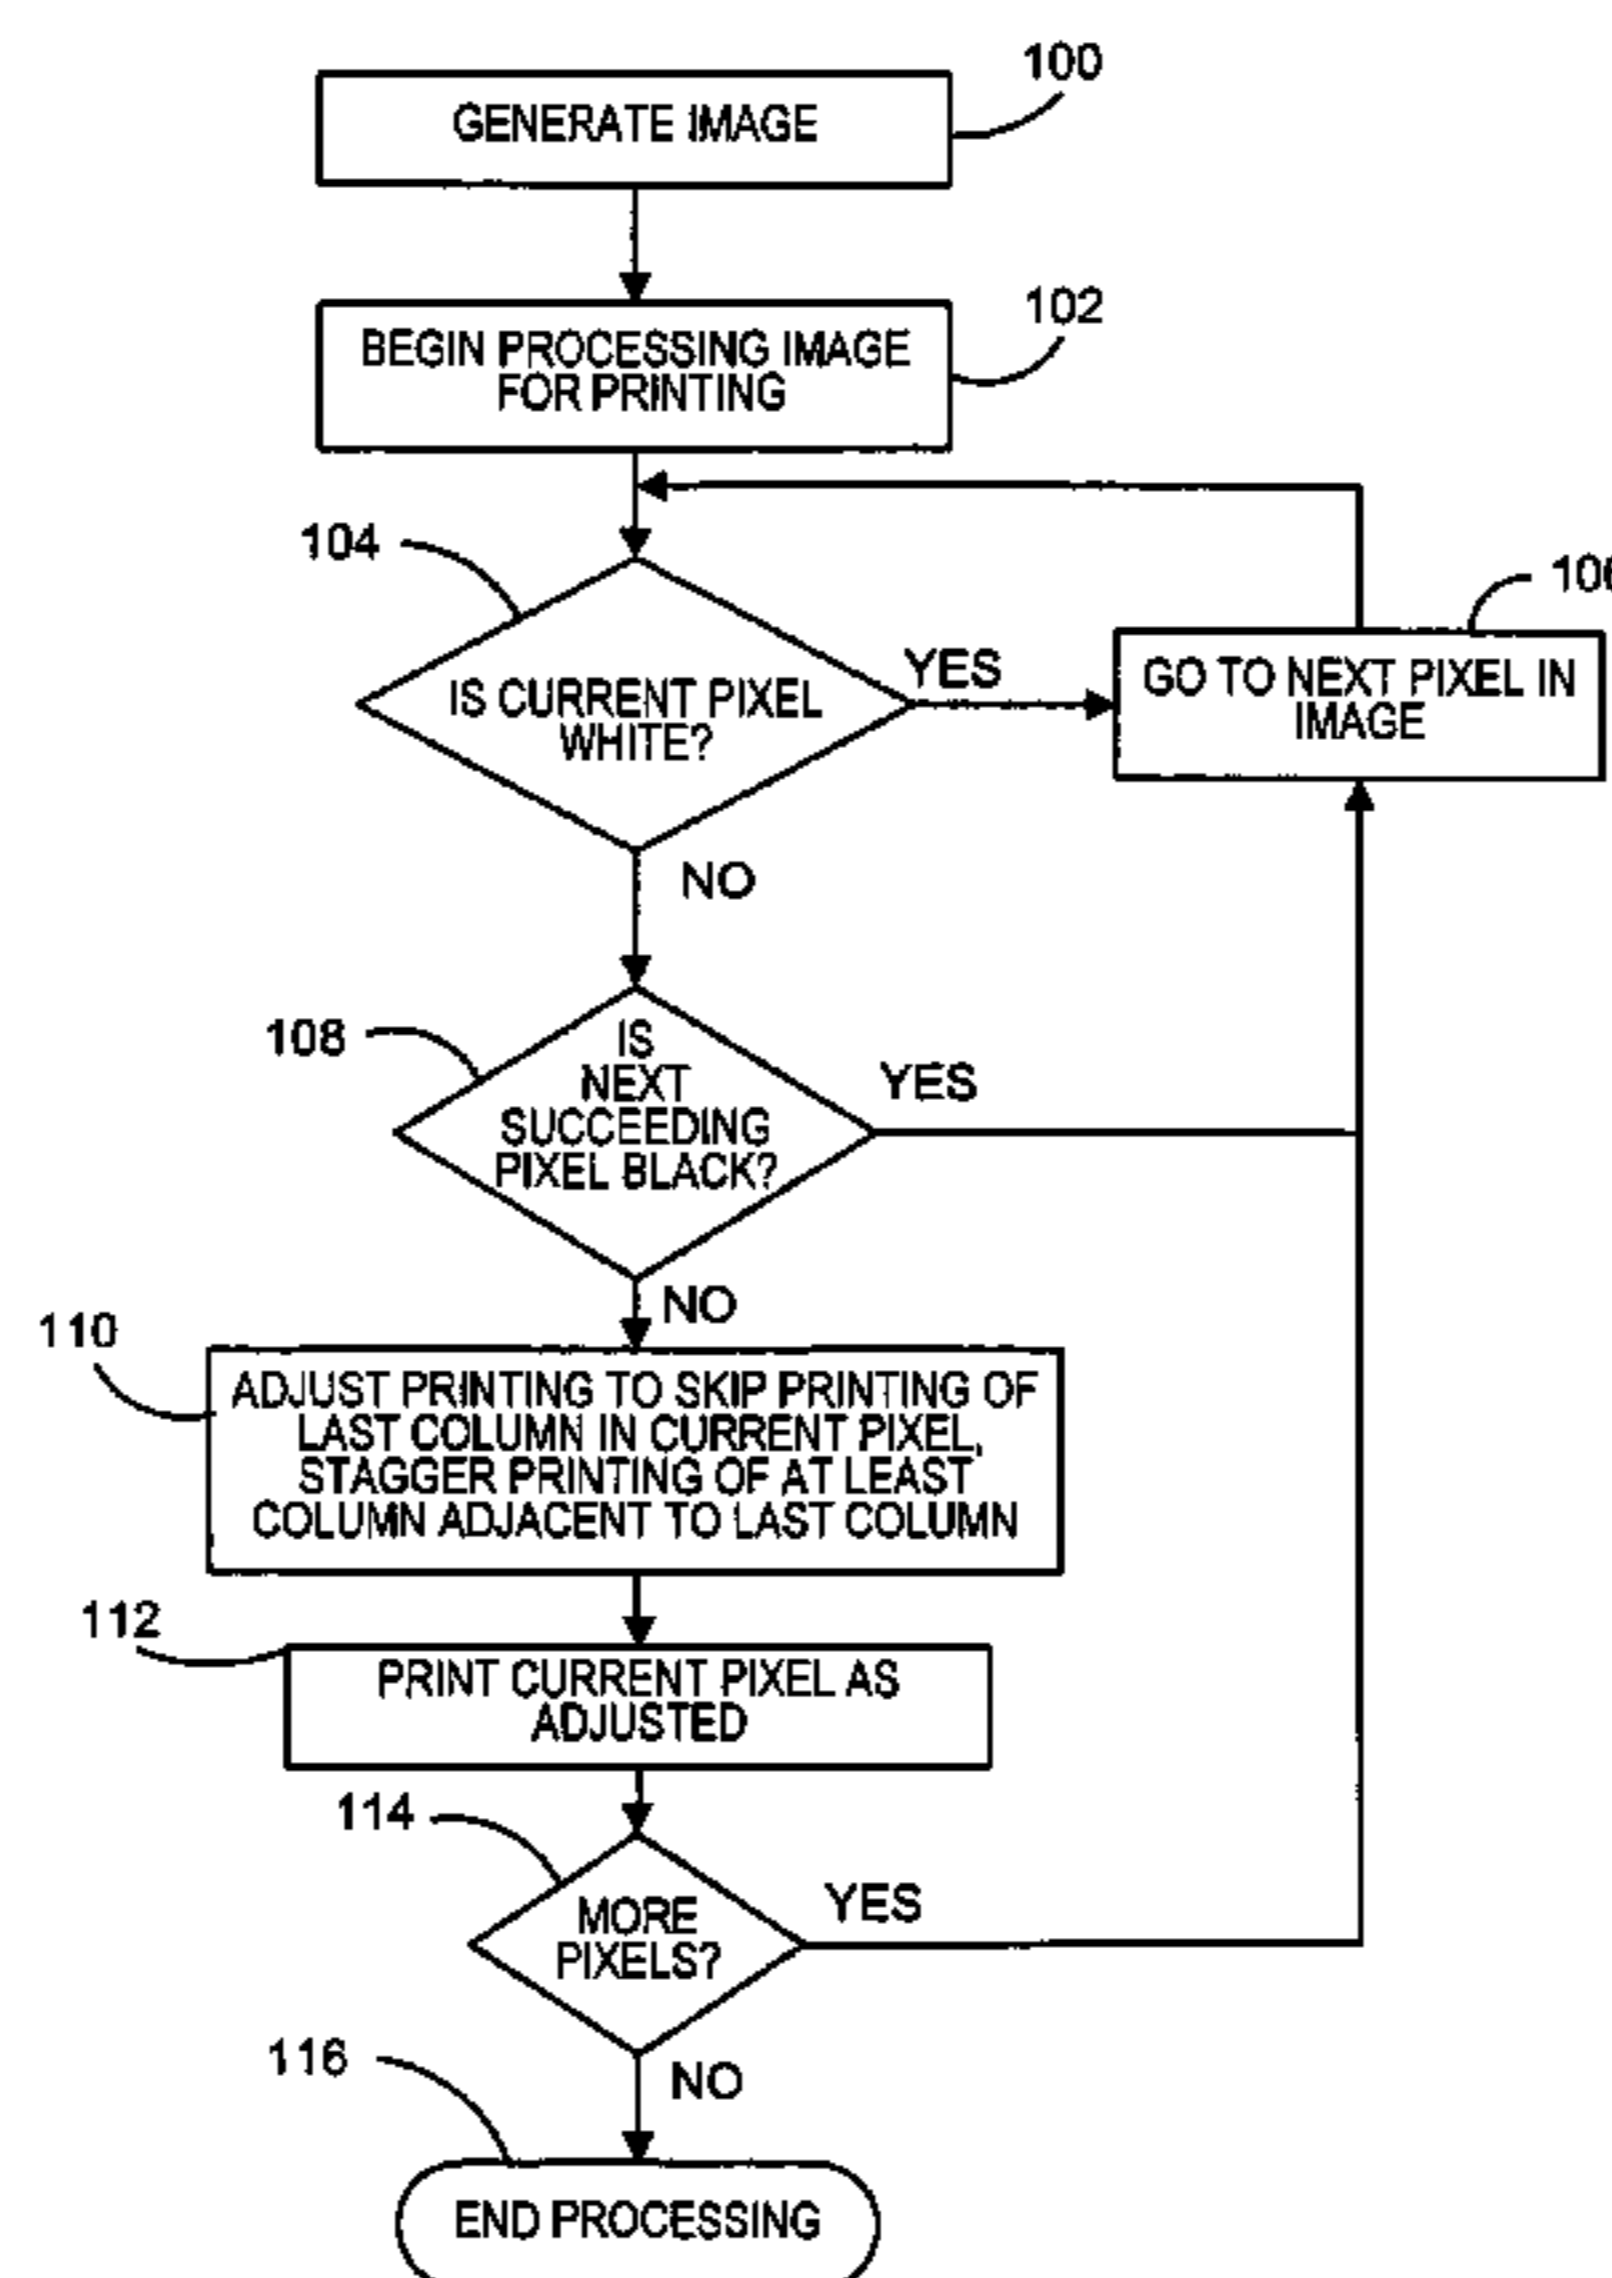 100
GENERATE IMAGE
102
BEGIN PROCESSING IMAGE
FOR PRINTING
104
IS CURRENT PIXEL
WHITE?
YES
GO TO NEXT PIXEL IN
IMAGE
NO
108
IS
NEXT
SUCCEEDING
PIXEL BLACK?
YES
NO
110
ADJUST PRINTING TO SKIP PRINTING OF
LAST COLUMN IN CURRENT PIXEL,
STAGGER PRINTING OF AT LEAST
COLUMN ADJACENT TO LAST COLUMN
112
PRINT CURRENT PIXEL AS
ADJUSTED
114
MORE
PIXELS?
YES
116
NO
END PROCESSING